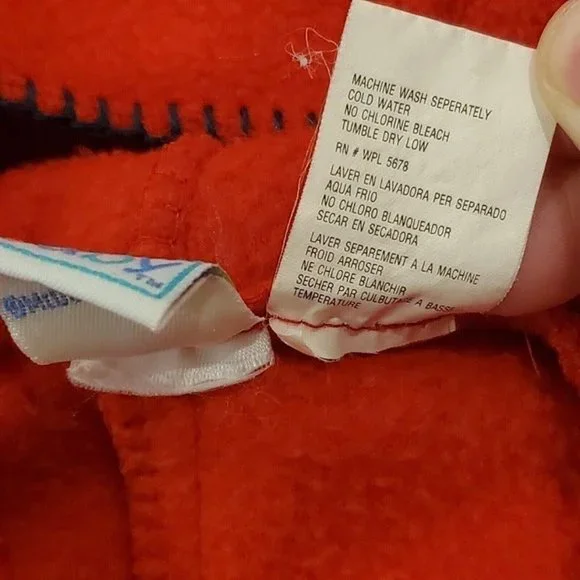 MACHINE WASH SEPERATELY
COLD WATER
NO CHLORINE BLEACH
TUMBLE DRY LOW
RN # WPL 5678
LAVER EN LAVADORA PER SEPARADO
AQUA FRIO
NO CHLORO BLANQUEADOR
SECAR EN SECADORA
LAVER SEPAREMENT A LA MACHINE
FROID ARROSER
NE CHLORE BLANCHIR
SECHER PAR CULBUTAGE A BASSE
TEMPERATURE